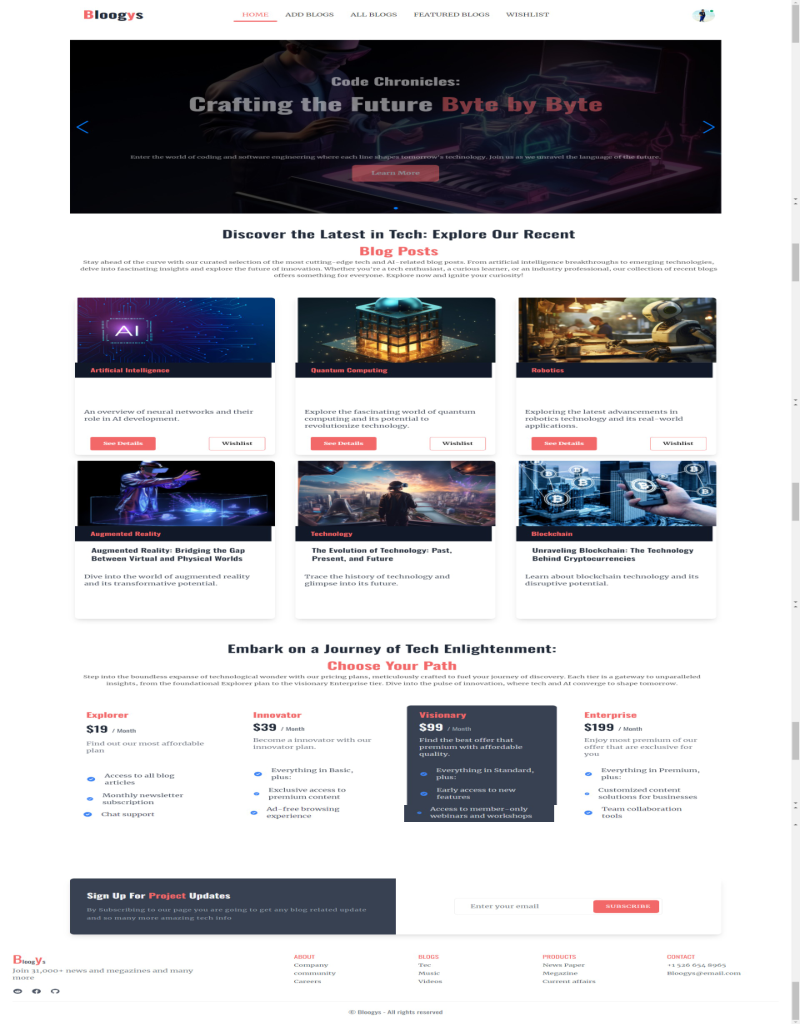 Bloogys
HOME ADD BLOGS ALL BLOGS FEATURED BLOGS WISHLIST
Code Chronicles:
Crafting the Future Byte by Byte
Enter the world of coding and software engineering where each line shapes tomorrow's technology. Join us as we unravel the language of the future.
Learn More
Discover the Latest in Tech: Explore Our Recent
Blog Posts
Stay ahead of the curve with our curated selection of the most cutting-edge tech and AI-related blog posts. From artificial intelligence breakthroughs to emerging technologies,
delve into fascinating insights and explore the future of innovation. Whether you're a tech enthusiast, a curious learner, or an industry professional, our collection of recent blogs
offers something for everyone. Explore now and ignite your curiosity!
AI
Artificial Intelligence
An overview of neural networks and their
role in AI development.
See Details Wishlist
Quantum Computing
Explore the fascinating world of quantum
computing and its potential to
revolutionize technology.
See Details Wishlist
Robotics
Exploring the latest advancements in
robotics technology and its real-world
applications.
See Details Wishlist
Augmented Reality
Augmented Reality: Bridging the Gap
Between Virtual and Physical Worlds
Dive into the world of augmented reality
and its transformative potential.
Technology
The Evolution of Technology: Past,
Present, and Future
Trace the history of technology and
glimpse into its future.
Blockchain
Unraveling Blockchain: The Technology
Behind Cryptocurrencies
Learn about blockchain technology and its
disruptive potential.
Embark on a Journey of Tech Enlightenment:
Choose Your Path
Step into the boundless expanse of technological wonder with our pricing plans, meticulously crafted to fuel your journey of discovery. Each tier is a gateway to unparalleled
insights, from the foundational Explorer plan to the visionary Enterprise tier. Dive into the pulse of innovation, where tech and AI converge to shape tomorrow.
Explorer
$19 / Month
Find out our most affordable
plan
Access to all blog
articles
Monthly newsletter
subscription
Chat support
Innovator
$39 / Month
Become a innovator with our
innovator plan.
Everything in Basic,
plus:
Exclusive access to
premium content
Ad-free browsing
experience
Visionary
$99 / Month
Find the best offer that
premium with affordable
quality.
Everything in Standard,
plus:
Early access to new
features
Access to member-only
webinars and workshops
Enterprise
$199 / Month
Enjoy most premium of our
offer that are exclusive for
you
Everything in Premium,
plus:
Customized content
solutions for businesses
Team collaboration
tools
Sign Up For Project Updates
By Subscribing to our page you are going to get any blog related update
and so many more amazing tech info
Enter your email SUBSCRIBE
Bloogys
Join 31,000+ news and megazines and many
more
ABOUT
Company
community
Careers
BLOGS
Tec
Music
Videos
PRODUCTS
News Paper
Megazine
Current affairs
CONTACT
+1 526 654 8965
Bloogys@email.com
© Bloogys - All rights reserved